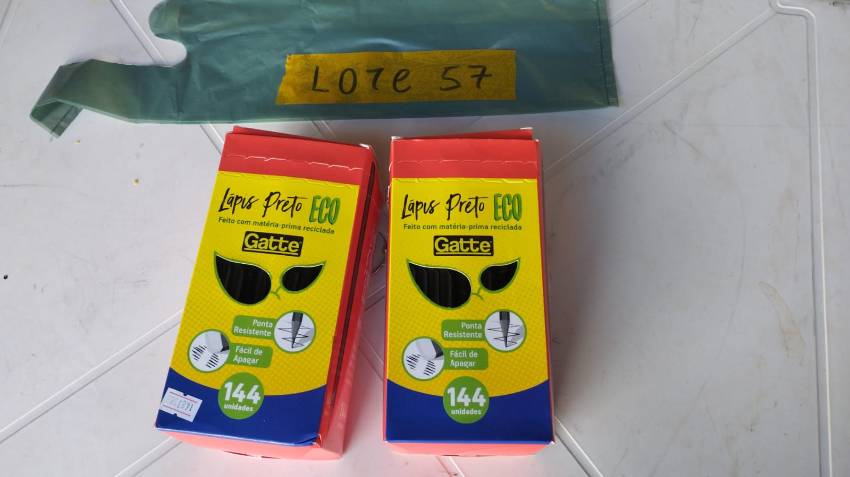 LOTE 57
Lápis Preto ECO
Feito com matéria-prima reciclada
Gatte
Ponta
Resistente
Fácil de
Apagar
144
unidades
Lápis Preto ECO
Feito com matéria-prima reciclada
Gatte
Ponta
Resistente
Fácil de
Apagar
144
unidades